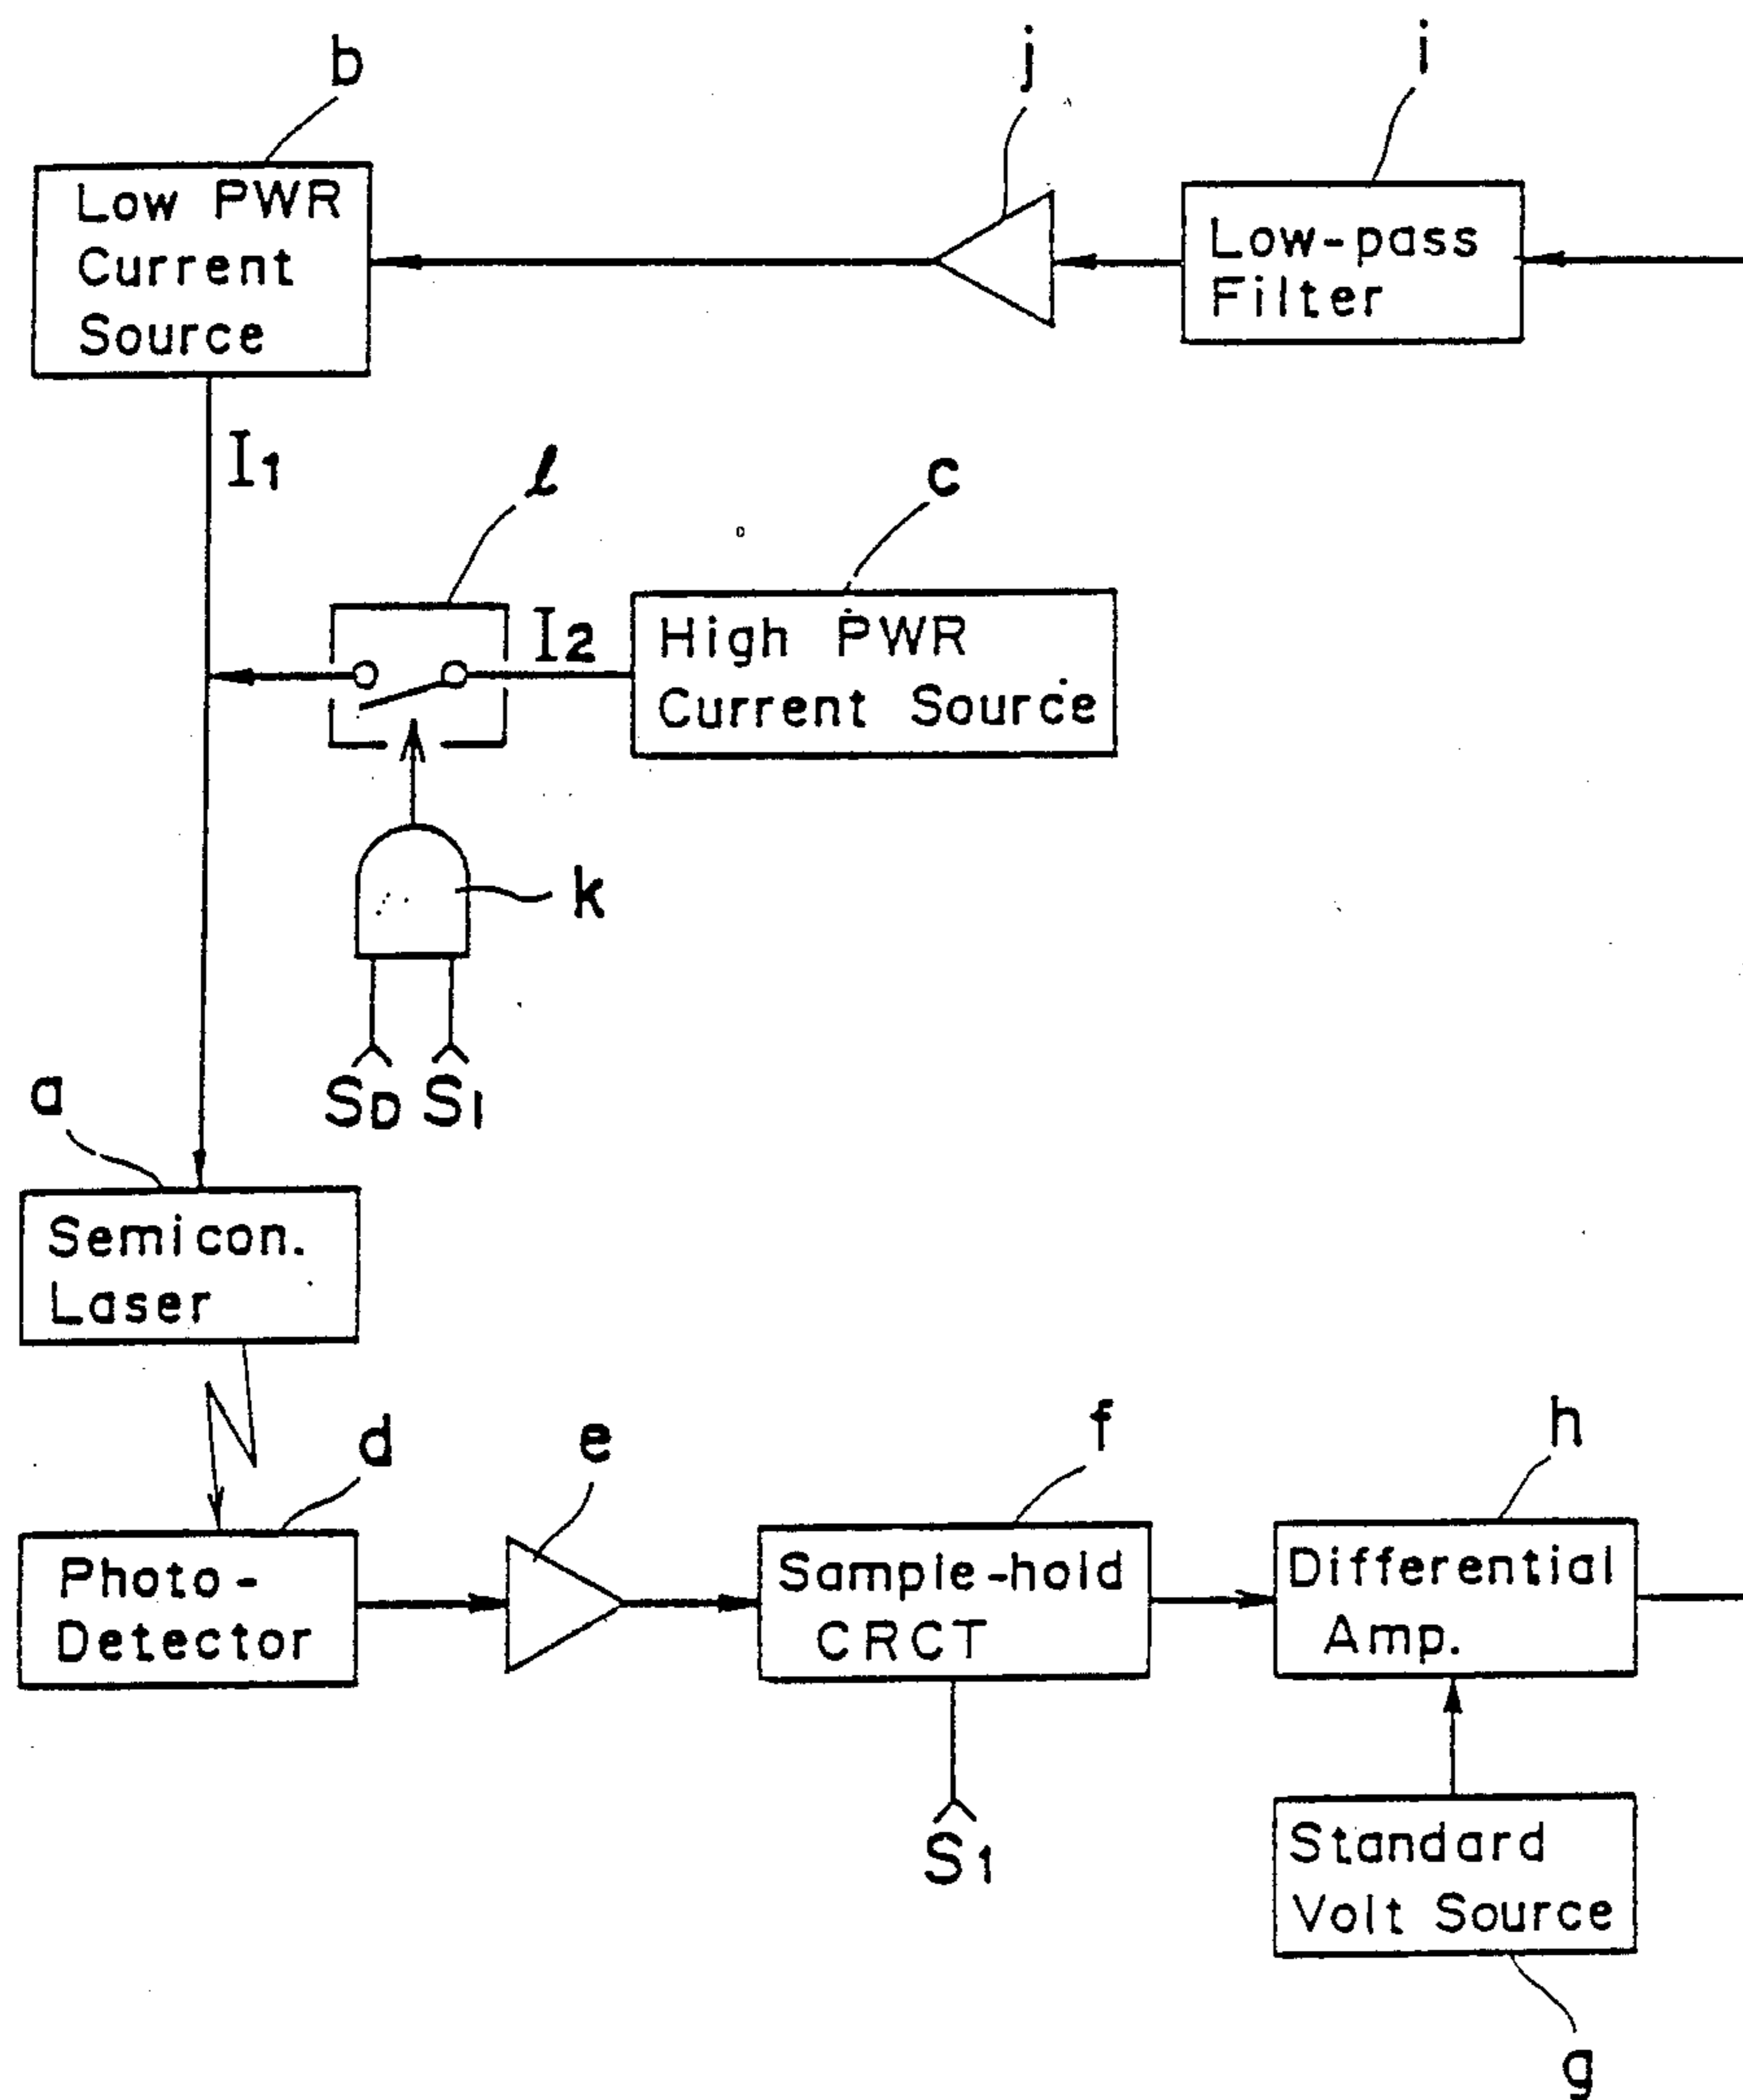 b
j
i
Low PWR
Current
Source
Low-pass
Filter
I1
l
c
I2
High PWR
Current Source
k
SD S1
a
Semicon.
Laser
d
e
f
h
Photo-
Detector
Sample-hold
CRCT
Differential
Amp.
S1
Standard
Volt Source
g